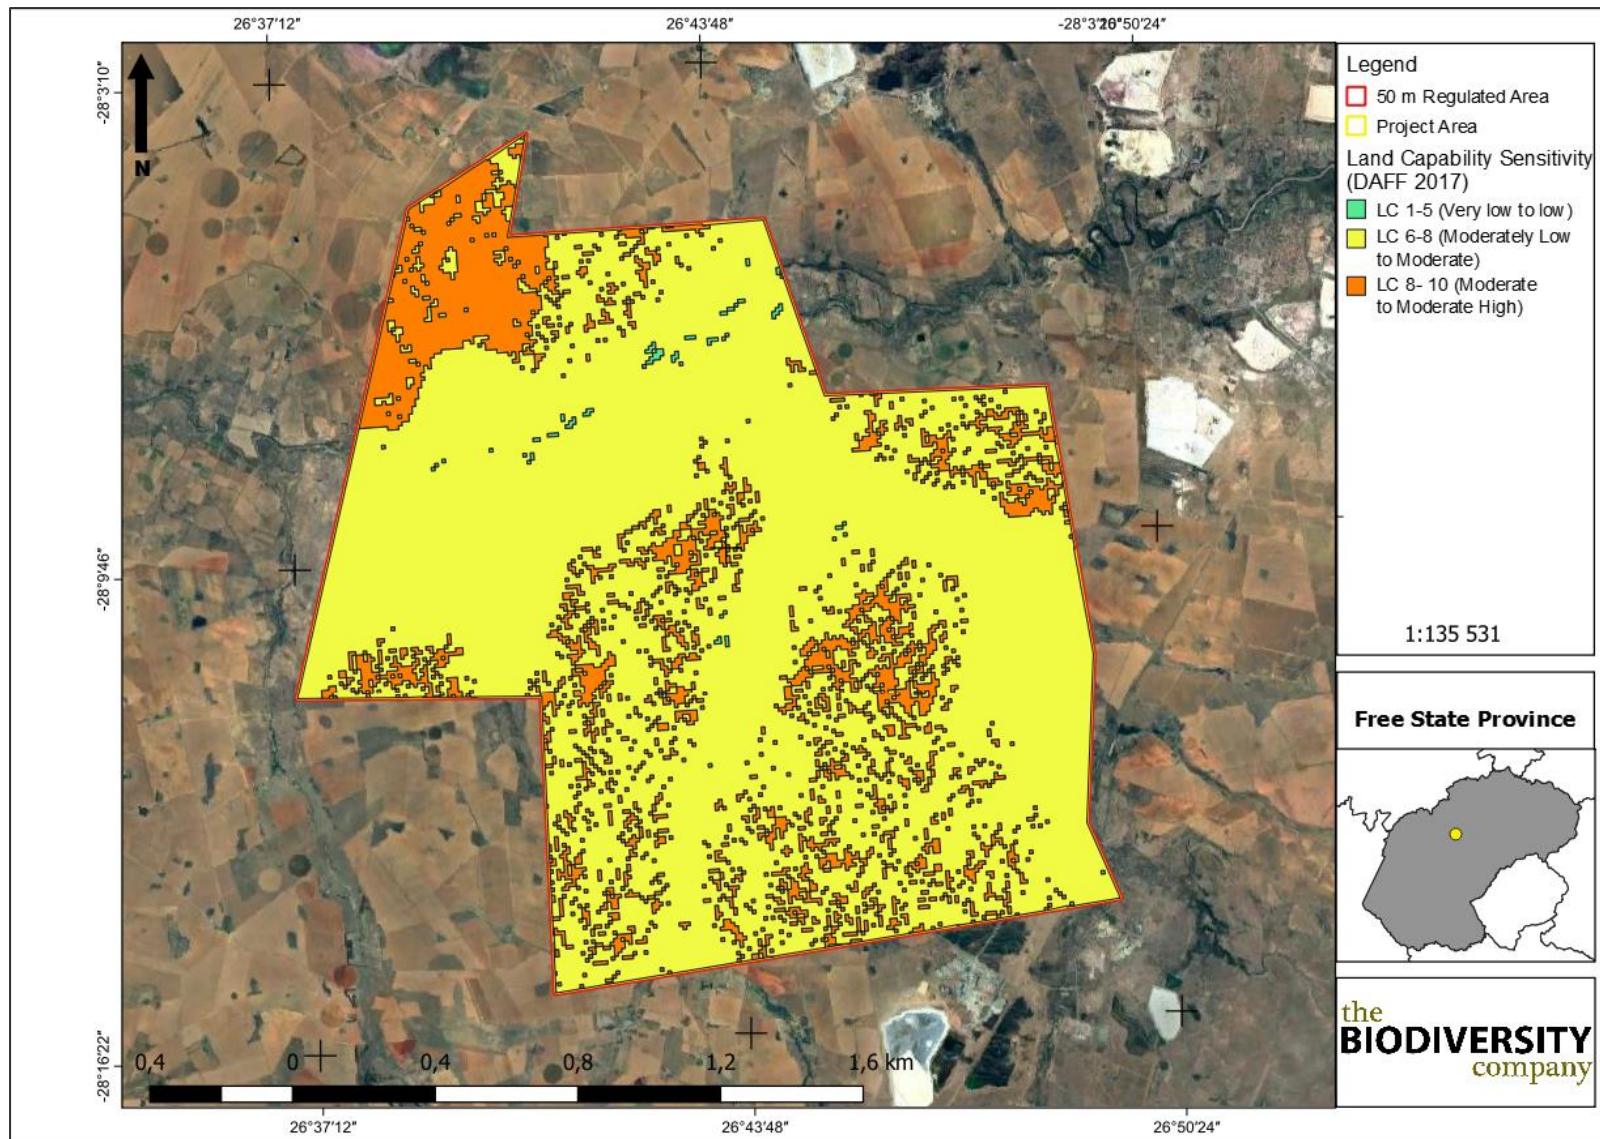 26°37'12"
26°43'48"
26°50'24"
-28°3'10"
-28°9'46"
-28°16'22"
N
Legend
50 m Regulated Area
Project Area
Land Capability Sensitivity
(DAFF 2017)
LC 1-5 (Very low to low)
LC 6-8 (Moderately Low
to Moderate)
LC 8- 10 (Moderate
to Moderate High)
1:135 531
Free State Province
the
BIODIVERSITY
company
0,4 0 0,4 0,8 1,2 1,6 km
26°37'12"
26°43'48"
26°50'24"